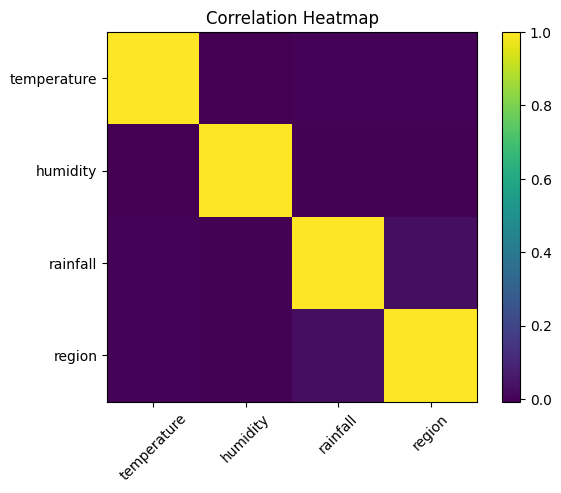 Correlation Heatmap
temperature
humidity
rainfall
region
temperature
humidity
rainfall
region
1.0
0.8
0.6
0.4
0.2
0.0